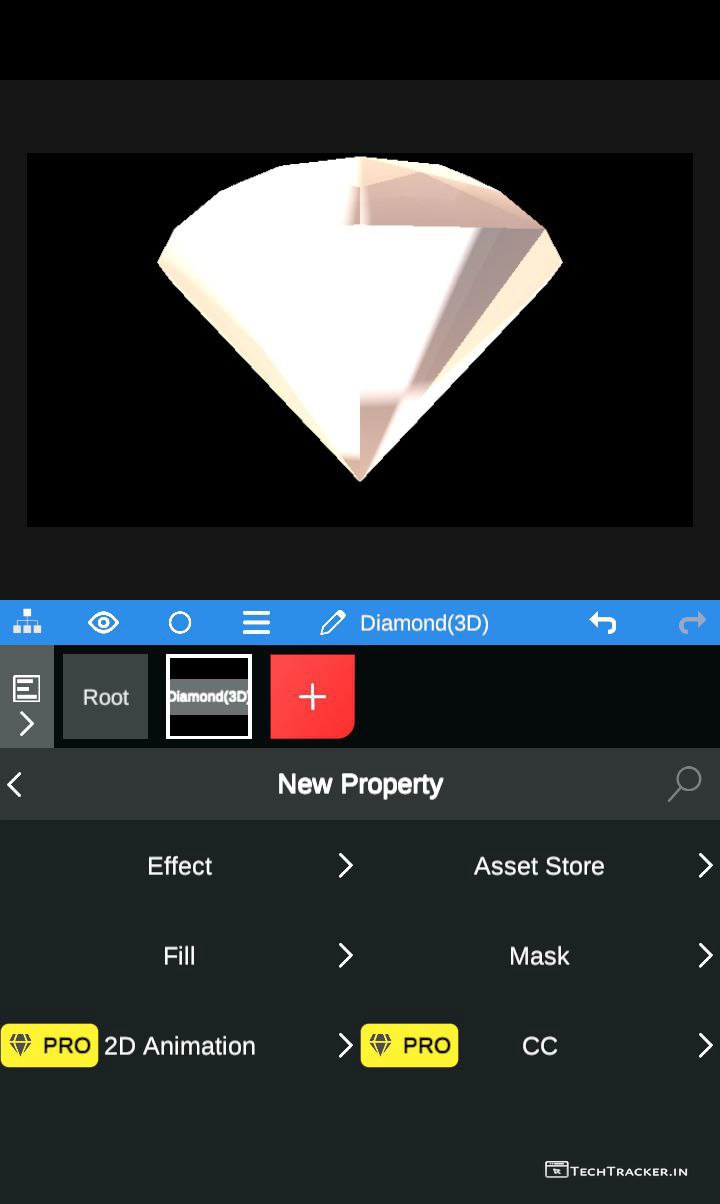 Diamond(3D)
Root
Diamond(3D)
New Property
Effect
Asset Store
Fill
Mask
PRO 2D Animation
PRO CC
TECHTRACKER.IN